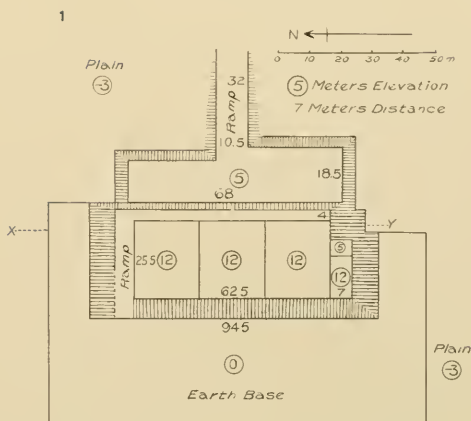 1
N
Plain
-3
0 10 20 30 40 50 m
5 Meters Elevation
7 Meters Distance
Ramp 32
10.5
18.5
5
68
4
X
Y
Ramp
25.5
12
12
12
5
12
62.5
7
94.5
0
Plain
-3
Earth Base